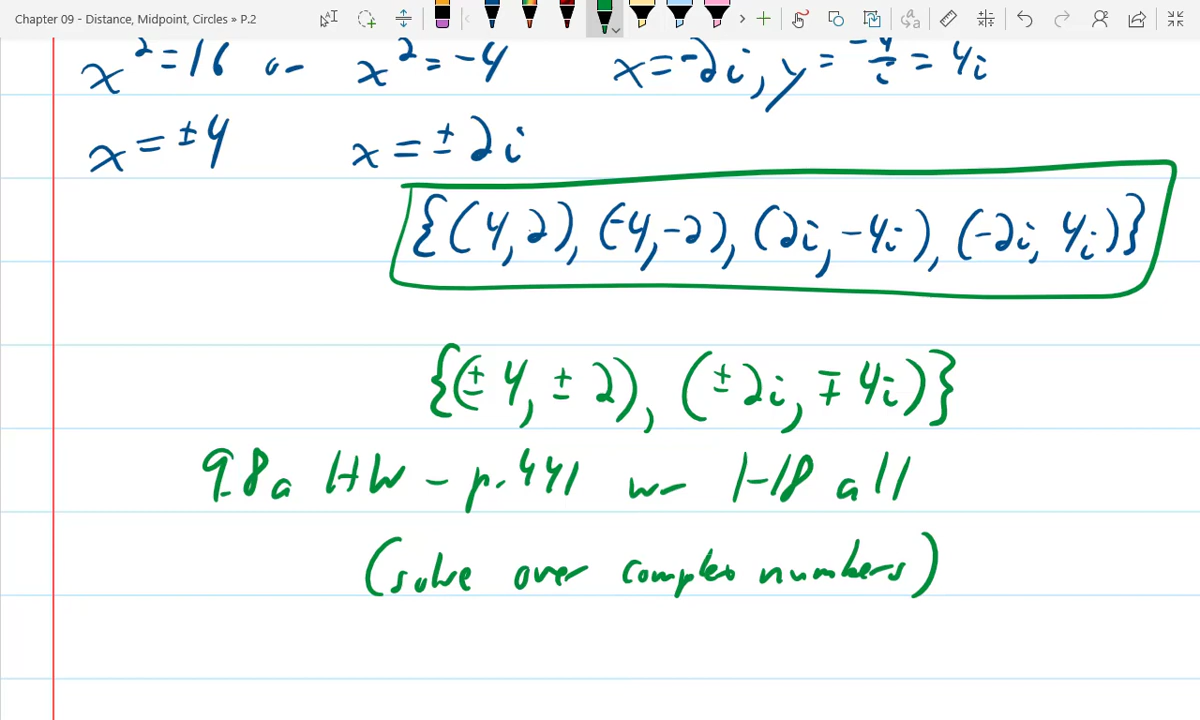 Chapter 09 - Distance, Midpoint, Circles » P.2
x² = 16 or x² = -4 x = -2i, y = -4/i = 4i
x = ±4 x = ±2i
{(4,2), (-4,-2), (2i, -4i), (-2i, 4i)}
{(±4, ±2), (±2i, ∓4i)}
9.8a HW - p. 441 WE 1-18 all
(solve over complex numbers)